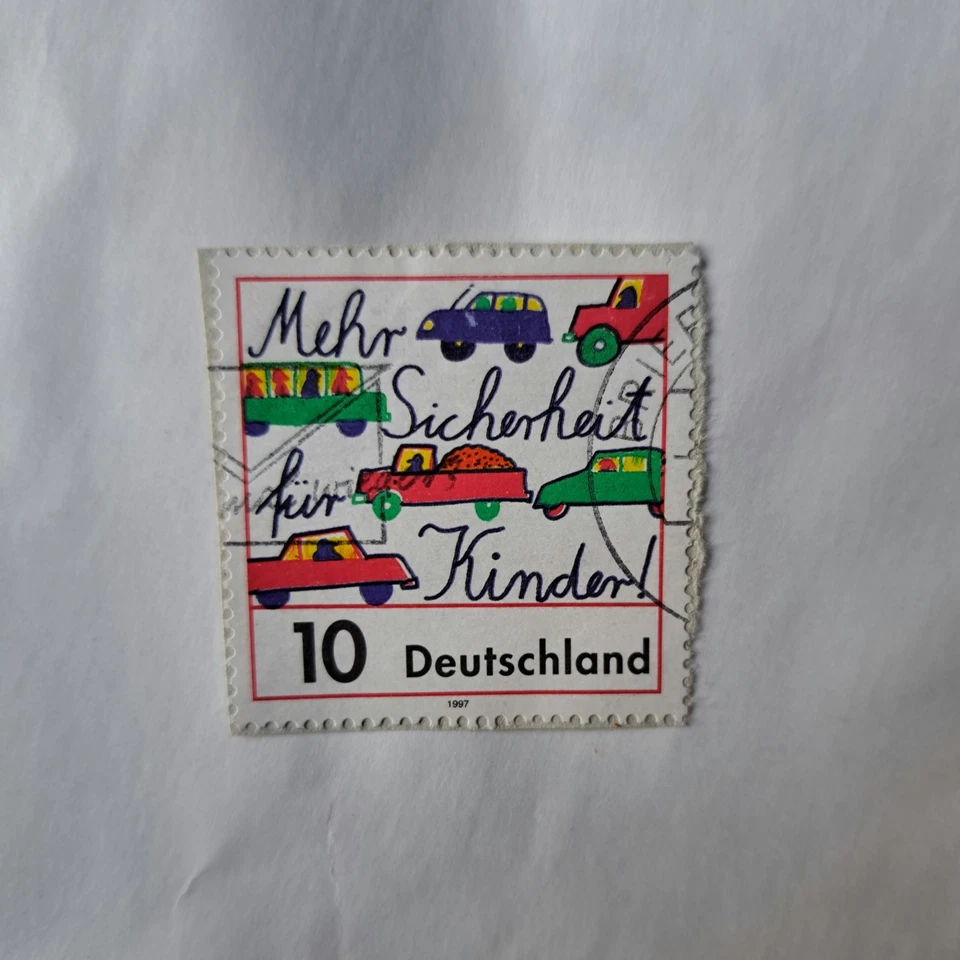 Mehr
Sicherheit
für
Kinder!
10 Deutschland
1997